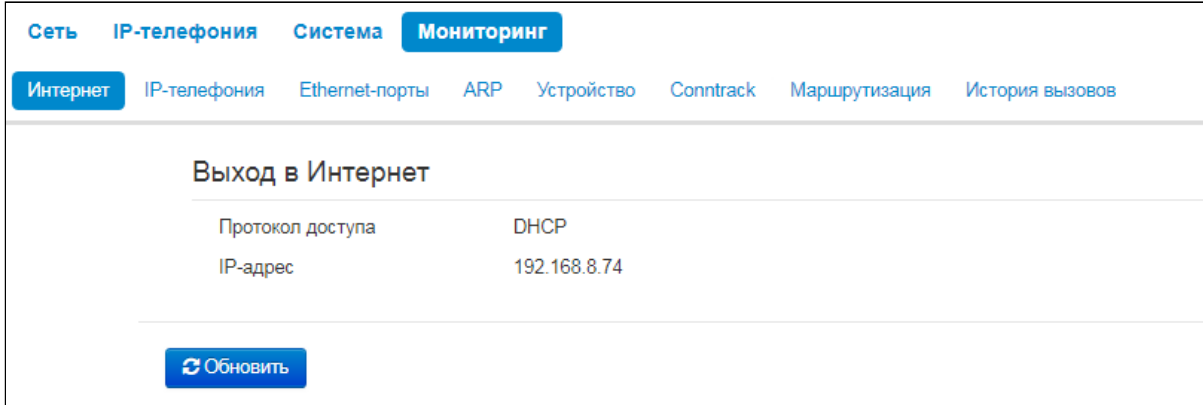 Сеть IP-телефония Система Мониторинг
Интернет IP-телефония Ethernet-порты ARP Устройство Conntrack Маршрутизация История вызовов
Выход в Интернет
Протокол доступа DHCP
IP-адрес 192.168.8.74
Обновить